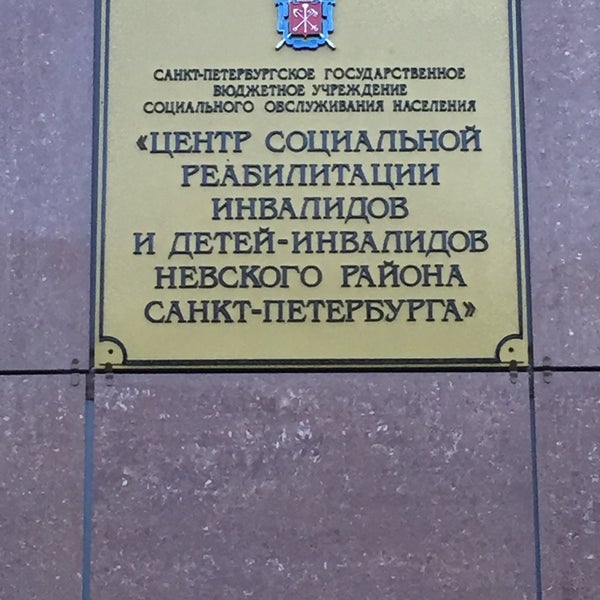 САНКТ-ПЕТЕРБУРГСКОЕ ГОСУДАРСТВЕННОЕ
БЮДЖЕТНОЕ УЧРЕЖДЕНИЕ
СОЦИАЛЬНОГО ОБСЛУЖИВАНИЯ НАСЕЛЕНИЯ
«ЦЕНТР СОЦИАЛЬНОЙ
РЕАБИЛИТАЦИИ
ИНВАЛИДОВ
И ДЕТЕЙ-ИНВАЛИДОВ
НЕВСКОГО РАЙОНА
САНКТ-ПЕТЕРБУРГА»